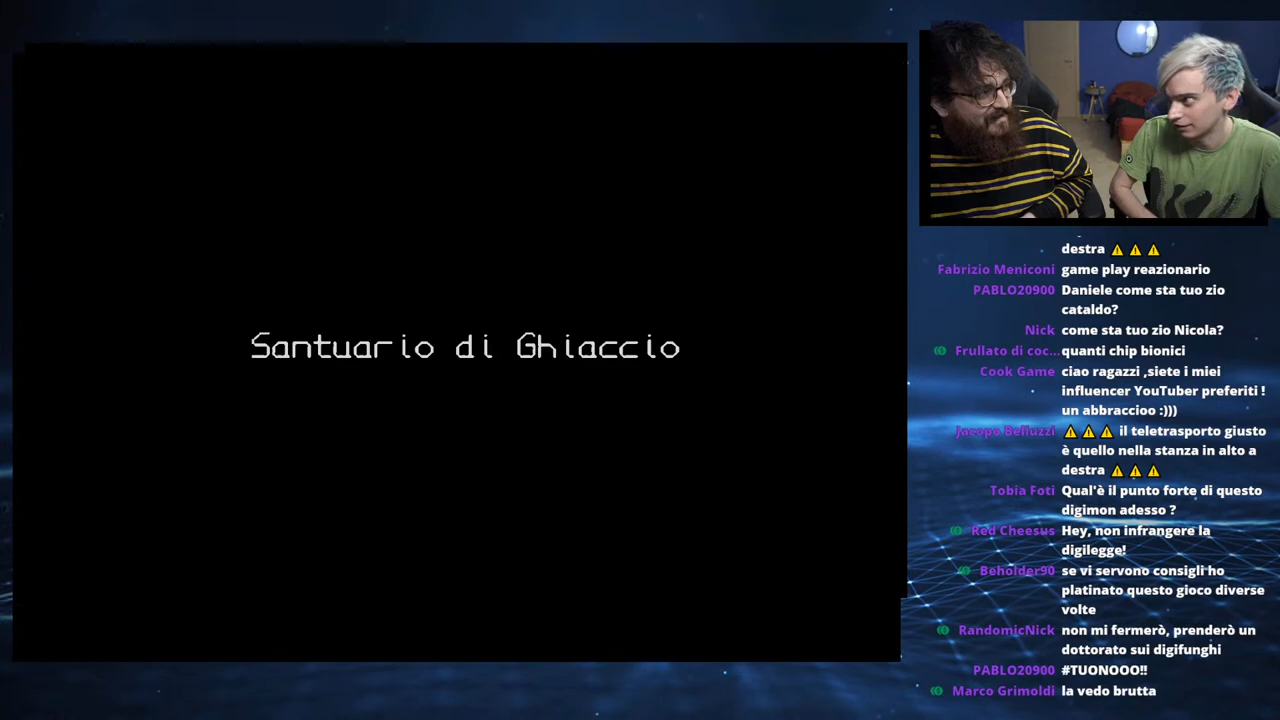 Santuario di Ghiaccio
destra ⚠⚠⚠
Fabrizio Meniconi game play reazionario
PABLO20900 Daniele come sta tuo zio
cataldo?
Nick come sta tuo zio Nicola?
Frullato di coc... quanti chip bionici
Cook Game ciao ragazzi ,siete i miei
influencer YouTuber preferiti !
un abbraccioo :)))
Jacopo Belluzzi ⚠⚠⚠ il teletrasporto giusto
è quello nella stanza in alto a
destra ⚠⚠⚠
Tobia Foti Qual'è il punto forte di questo
digimon adesso ?
Red Cheesus Hey, non infrangere la
digilegge!
Beholder90 se vi servono consigli ho
platinato questo gioco diverse
volte
RandomicNick non mi fermerò, prenderò un
dottorato sui digifunghi
PABLO20900 #TUONOOO!!
Marco Grimoldi la vedo brutta